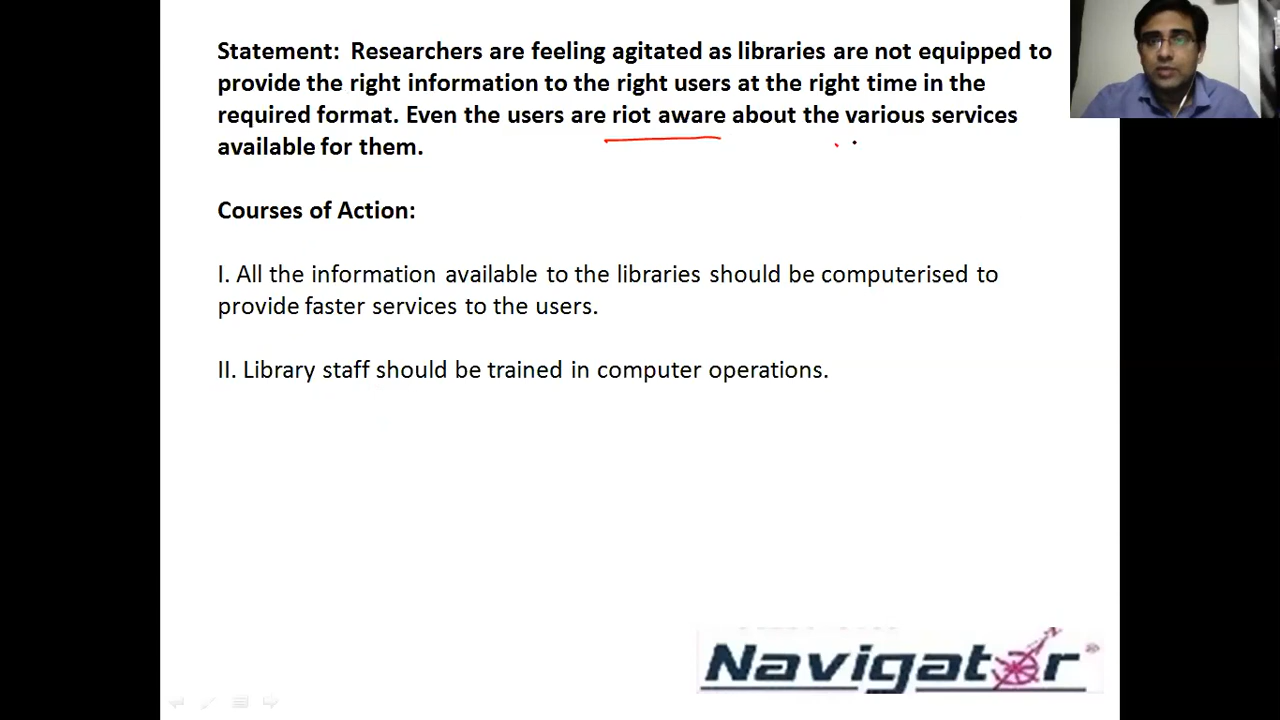 Statement: Researchers are feeling agitated as libraries are not equipped to
provide the right information to the right users at the right time in the
required format. Even the users are riot aware about the various services
available for them.
Courses of Action:
I. All the information available to the libraries should be computerised to
provide faster services to the users.
II. Library staff should be trained in computer operations.
Navigator